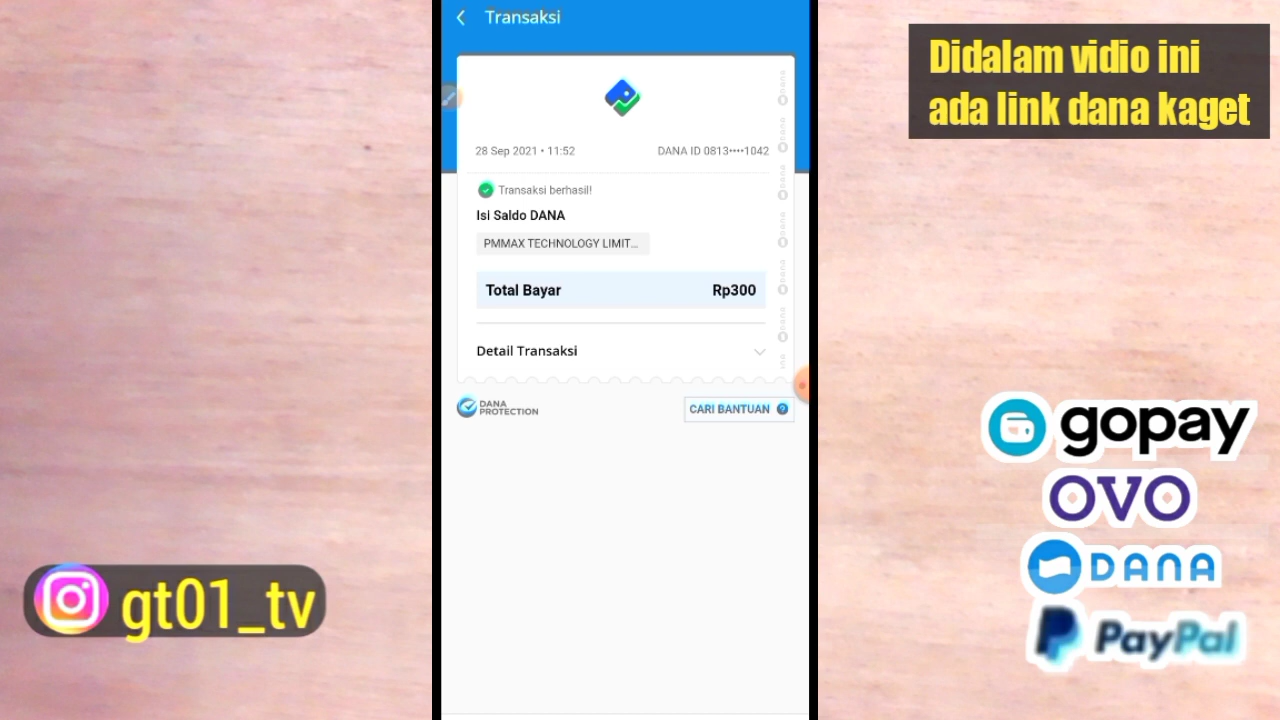 Transaksi
Didalam vidio ini
ada link dana kaget
28 Sep 2021 • 11:52
DANA ID 0813••••1042
Transaksi berhasil!
Isi Saldo DANA
PMMAX TECHNOLOGY LIMIT...
Total Bayar
Rp300
Detail Transaksi
DANA
PROTECTION
CARI BANTUAN ?
gopay
OVO
DANA
PayPal
gt01_tv